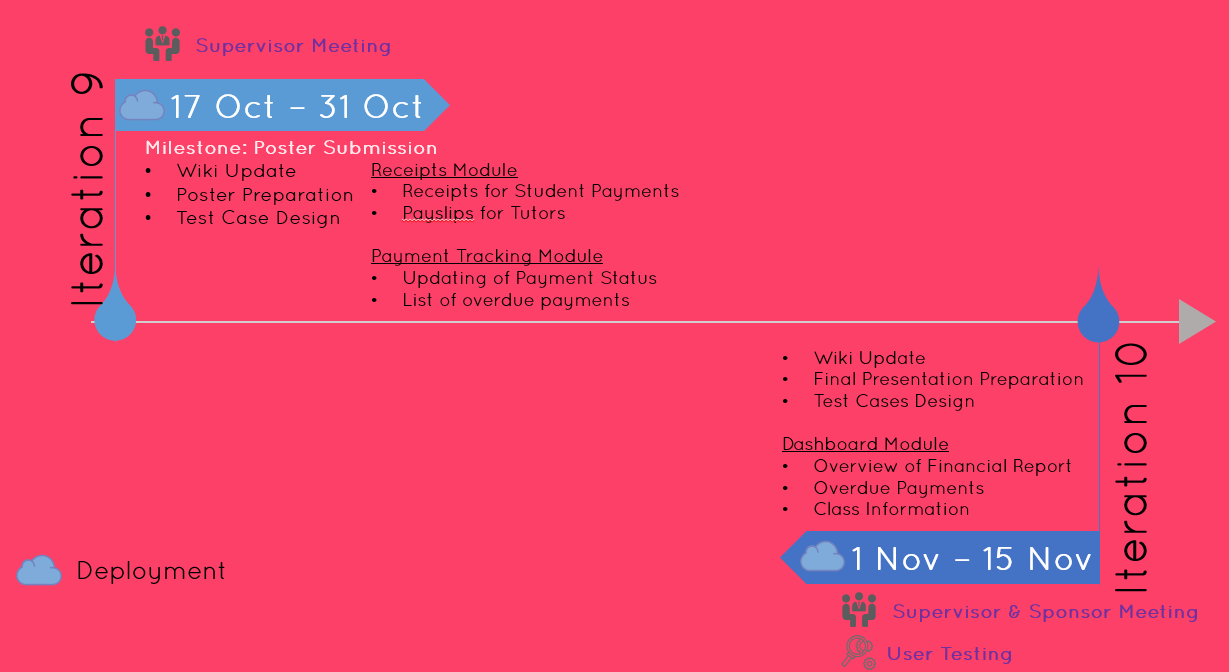 Supervisor Meeting
Iteration 9
17 Oct – 31 Oct
Milestone: Poster Submission
• Wiki Update
• Poster Preparation
• Test Case Design
Receipts Module
• Receipts for Student Payments
• Payslips for Tutors
Payment Tracking Module
• Updating of Payment Status
• List of overdue payments
Iteration 10
• Wiki Update
• Final Presentation Preparation
• Test Cases Design
Dashboard Module
• Overview of Financial Report
• Overdue Payments
• Class Information
1 Nov – 15 Nov
Supervisor & Sponsor Meeting
User Testing
Deployment